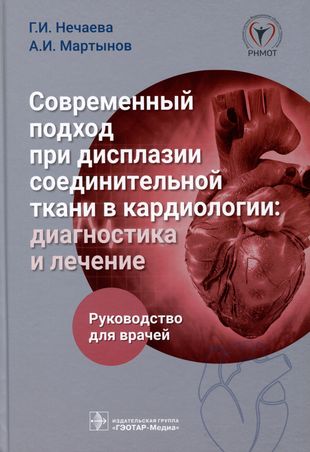 Г.И. Нечаева
А.И. Мартынов
РНМОТ
Современный
подход
при дисплазии
соединительной
ткани в кардиологии:
диагностика
и лечение
Руководство
для врачей
ИЗДАТЕЛЬСКАЯ ГРУППА
«ГЭОТАР-Медиа»